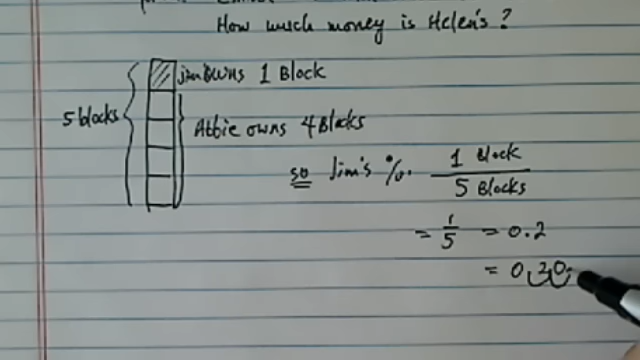 How much money is Helen's?
Jim owns 1 Block
5 blocks
Abbie owns 4 Blocks
so Jim's %. 1 Block
5 Blocks
= 1/5 = 0.2
= 0.20.